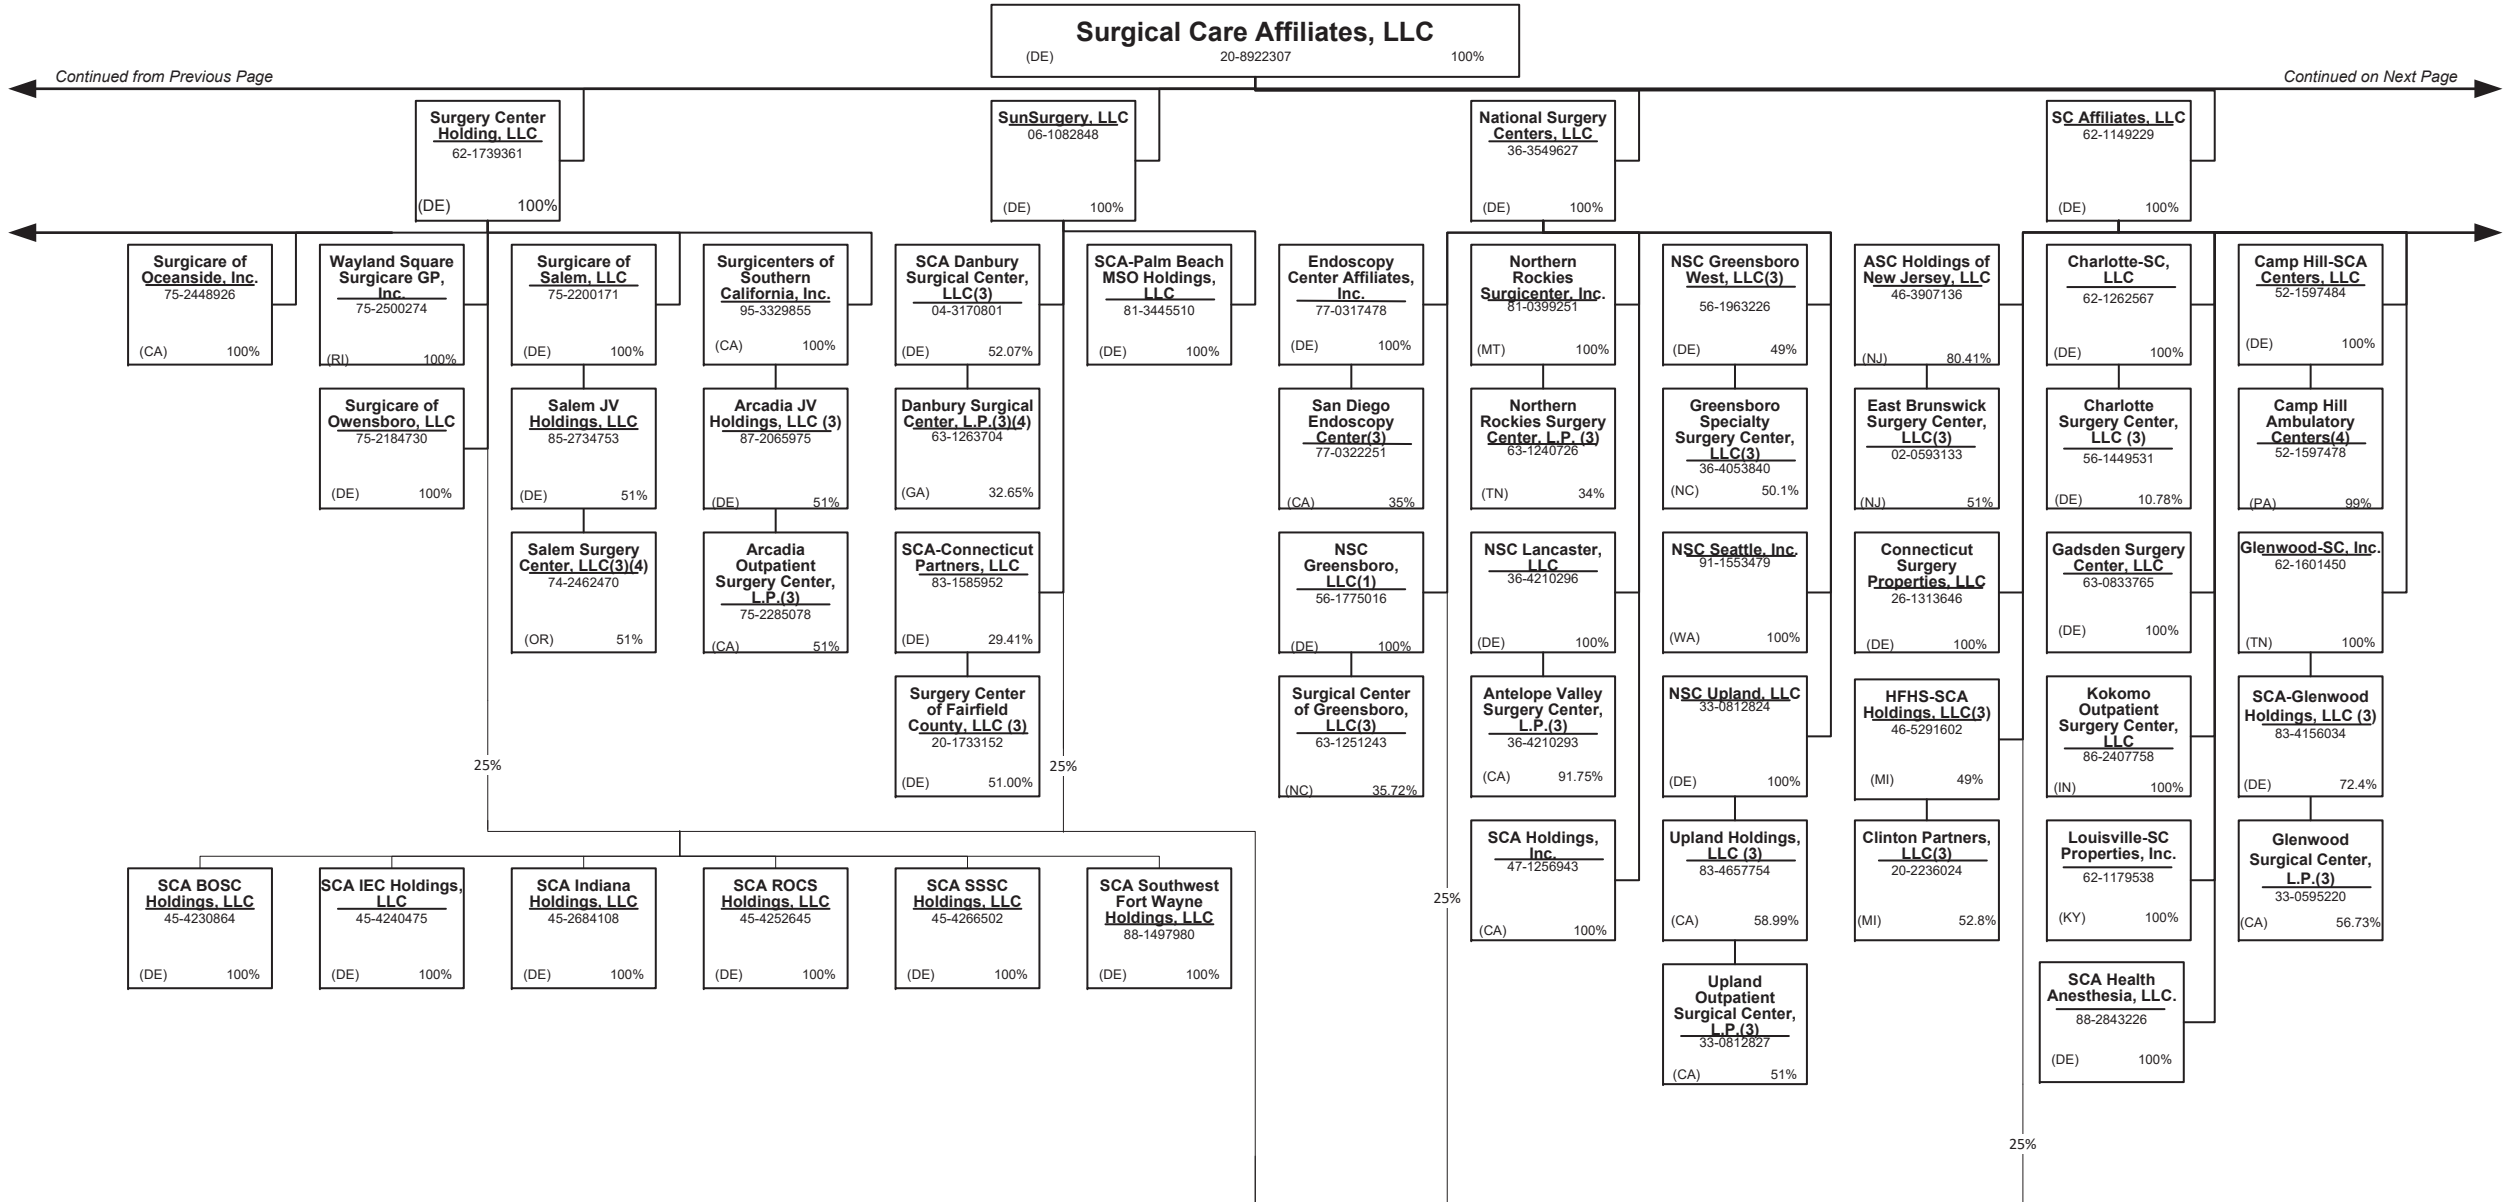 Surgical Care Affiliates, LLC
(DE) 20-8922307 100%
Continued from Previous Page
Continued on Next Page
Surgery Center
Holding, LLC
62-1739361
(DE) 100%
SunSurgery, LLC
06-1082848
(DE) 100%
National Surgery
Centers, LLC
36-3549627
(DE) 100%
SC Affiliates, LLC
62-1149229
(DE) 100%
Surgicare of
Oceanside, Inc.
75-2448926
(CA) 100%
Wayland Square
Surgicare GP,
Inc.
75-2500274
(RI) 100%
Surgicare of
Salem, LLC
75-2200171
(DE) 100%
Surgicenters of
Southern
California, Inc.
95-3329855
(CA) 100%
SCA Danbury
Surgical Center,
LLC(3)
04-3170801
(DE) 52.07%
SCA-Palm Beach
MSO Holdings,
LLC
81-3445510
(DE) 100%
Endoscopy
Center Affiliates,
Inc.
77-0317478
(DE) 100%
Northern
Rockies
Surgicenter, Inc.
81-0399251
(MT) 100%
NSC Greensboro
West, LLC(3)
56-1963226
(DE) 49%
ASC Holdings of
New Jersey, LLC
46-3907136
(NJ) 80.41%
Charlotte-SC,
LLC
62-1262567
(DE) 100%
Camp Hill-SCA
Centers, LLC
52-1597484
(DE) 100%
Surgicare of
Owensboro, LLC
75-2184730
(DE) 100%
Salem JV
Holdings, LLC
85-2734753
(DE) 51%
Arcadia JV
Holdings, LLC (3)
87-2065975
(DE) 51%
Danbury Surgical
Center, L.P.(3)(4)
63-1263704
(GA) 32.65%
San Diego
Endoscopy
Center(3)
77-0322251
(CA) 35%
Northern
Rockies Surgery
Center, L.P. (3)
63-1240726
(TN) 34%
Greensboro
Specialty
Surgery Center,
LLC(3)
36-4053840
(NC) 50.1%
East Brunswick
Surgery Center,
LLC(3)
02-0593133
(NJ) 51%
Charlotte
Surgery Center,
LLC (3)
56-1449531
(DE) 10.78%
Camp Hill
Ambulatory
Centers(4)
52-1597478
(PA) 99%
Salem Surgery
Center, LLC(3)(4)
74-2462470
(OR) 51%
Arcadia
Outpatient
Surgery Center,
L.P.(3)
75-2285078
(CA) 51%
SCA-Connecticut
Partners, LLC
83-1585952
(DE) 29.41%
NSC
Greensboro,
LLC(1)
56-1775016
(DE) 100%
NSC Lancaster,
LLC
36-4210296
(DE) 100%
NSC Seattle, Inc.
91-1553479
(WA) 100%
Connecticut
Surgery
Properties, LLC
26-1313646
(DE) 100%
Gadsden Surgery
Center, LLC
63-0833765
(DE) 100%
Glenwood-SC, Inc.
62-1601450
(TN) 100%
Surgery Center
of Fairfield
County, LLC (3)
20-1733152
(DE) 51.00%
Surgical Center
of Greensboro,
LLC(3)
63-1251243
(NC) 35.72%
Antelope Valley
Surgery Center,
L.P.(3)
36-4210293
(CA) 91.75%
NSC Upland, LLC
33-0812824
(DE) 100%
HFHS-SCA
Holdings, LLC(3)
46-5291602
(MI) 49%
Kokomo
Outpatient
Surgery Center,
LLC
86-2407758
(IN) 100%
SCA-Glenwood
Holdings, LLC (3)
83-4156034
(DE) 72.4%
25%
25%
SCA Holdings,
Inc.
47-1256943
(CA) 100%
Upland Holdings,
LLC (3)
83-4657754
(CA) 58.99%
Clinton Partners,
LLC(3)
20-2236024
(MI) 52.8%
Louisville-SC
Properties, Inc.
62-1179538
(KY) 100%
Glenwood
Surgical Center,
L.P.(3)
33-0595220
(CA) 56.73%
SCA BOSC
Holdings, LLC
45-4230864
(DE) 100%
SCA IEC Holdings,
LLC
45-4240475
(DE) 100%
SCA Indiana
Holdings, LLC
45-2684108
(DE) 100%
SCA ROCS
Holdings, LLC
45-4252645
(DE) 100%
SCA SSSC
Holdings, LLC
45-4266502
(DE) 100%
SCA Southwest
Fort Wayne
Holdings, LLC
88-1497980
(DE) 100%
25%
Upland
Outpatient
Surgical Center,
L.P.(3)
33-0812827
(CA) 51%
SCA Health
Anesthesia, LLC.
88-2843226
(DE) 100%
25%